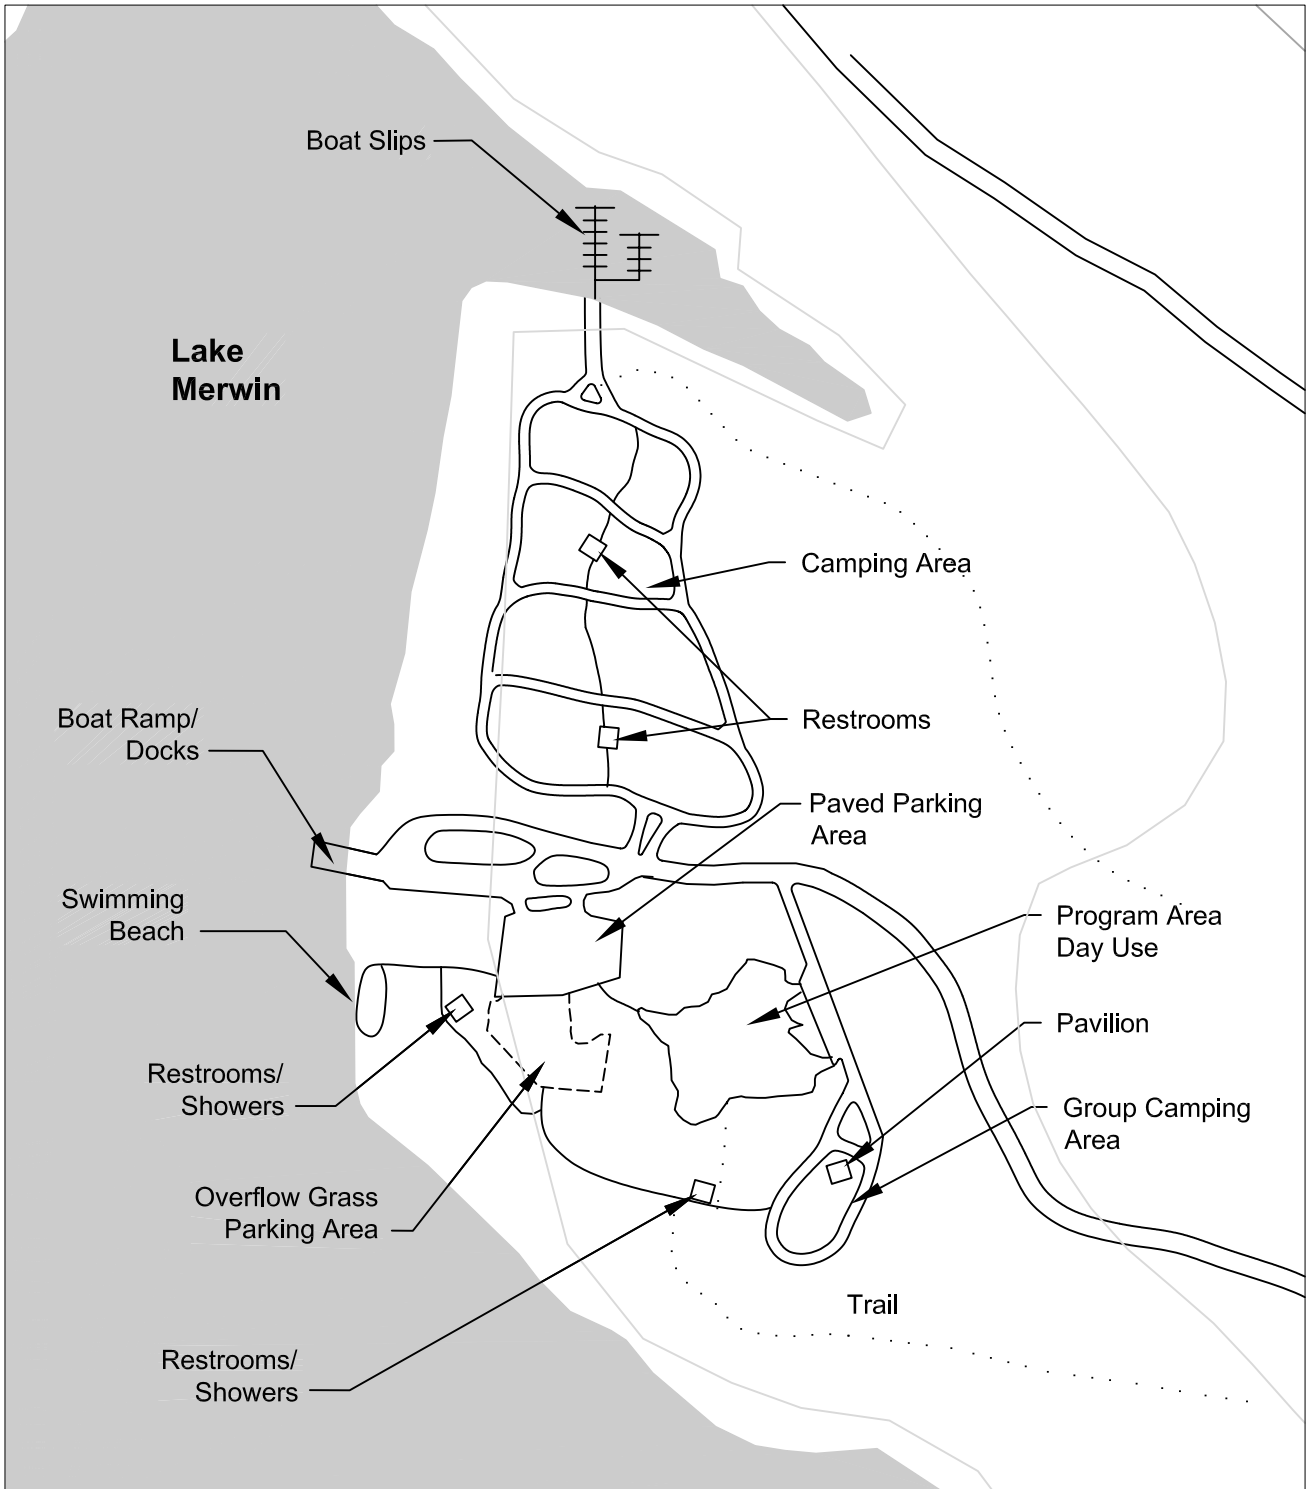 Boat Slips
Lake
Merwin
Camping Area
Boat Ramp/
Docks
Restrooms
Paved Parking
Area
Swimming
Beach
Program Area
Day Use
Pavilion
Restrooms/
Showers
Group Camping
Area
Overflow Grass
Parking Area
Trail
Restrooms/
Showers